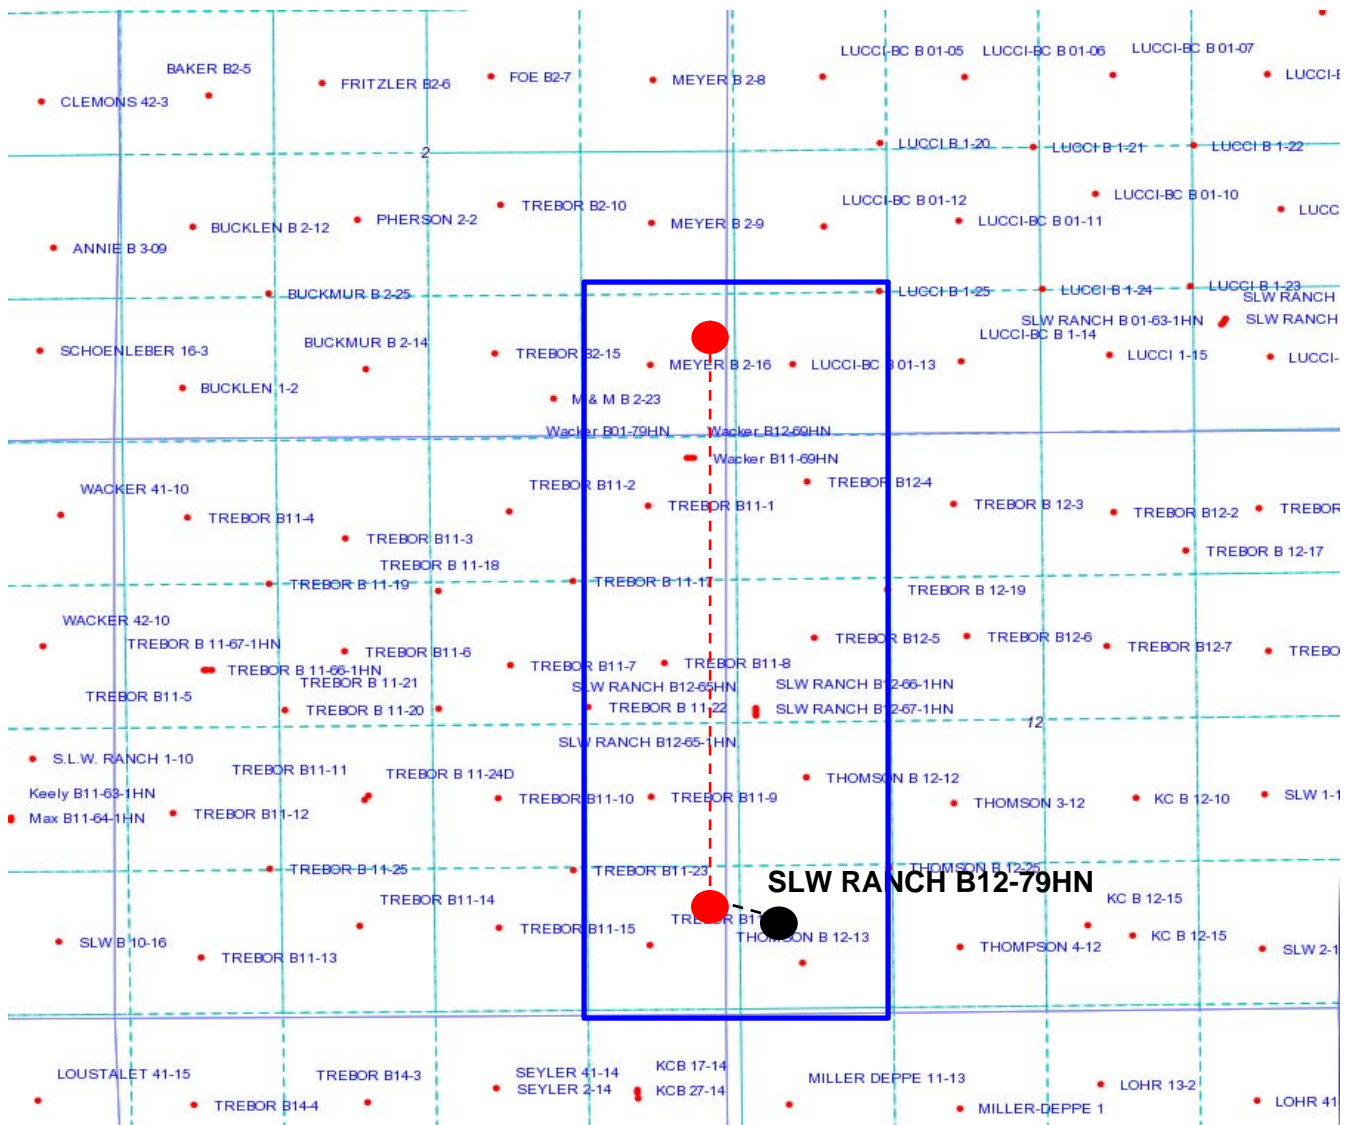 LUCCI-BC B 01-05 LUCCI-BC B 01-06 LUCCI-BC B 01-07
BAKER B2-5
FRITZLER B2-6 FOE B2-7 MEYER B 2-8
CLEMONS 42-3
2
LUCCI B 1-20 LUCCI B 1-21 LUCCI B 1-22
LUCCI-BC B 01-10
LUCCI-BC B 01-12
TREBOR B2-10
LUCC
PHERSON 2-2
BUCKLEN B 2-12 MEYER B 2-9 LUCCI-BC B 01-11
ANNIE B 3-09
BUCKMUR B 2-25 LUCCI B 1-25 LUCCI B 1-24 LUCCI B 1-23
SLW RANCH
SLW RANCH B 01-63-1HN SLW RANCH
LUCCI-BC B 1-14
BUCKMUR B 2-14
SCHOENLEBER 16-3 TREBOR B2-15 LUCCI 1-15 LUCCI-
MEYER B 2-16 LUCCI-BC B 01-13
BUCKLEN 1-2
M & M B 2-23
Wacker B01-79HN Wacker B12-69HN
Wacker B11-69HN
WACKER 41-10 TREBOR B11-2 TREBOR B12-4
TREBOR B11-1 TREBOR B 12-3 TREBOR B12-2 TREBOR
TREBOR B11-4
TREBOR B11-3 TREBOR B 12-17
TREBOR B 11-18
TREBOR B 11-19 TREBOR B 11-17 TREBOR B 12-19
WACKER 42-10
TREBOR B 11-67-1HN TREBOR B12-5 TREBOR B12-6 TREBOR B12-7
TREBOR B11-6 TREBO
TREBOR B 11-66-1HN TREBOR B11-7 TREBOR B11-8
TREBOR B 11-21 SLW RANCH B12-65HN SLW RANCH B12-66-1HN
TREBOR B11-5 TREBOR B 11-20 TREBOR B 11-22 SLW RANCH B12-67-1HN
12
SLW RANCH B12-65-1HN
S.L.W. RANCH 1-10
TREBOR B11-11 TREBOR B 11-24D THOMSON B 12-12
Keely B11-63-1HN TREBOR B11-10 TREBOR B11-9 THOMSON 3-12 KC B 12-10 SLW 1-1
Max B11-64-1HN TREBOR B11-12
TREBOR B 11-25 TREBOR B11-23 THOMSON B 12-25
SLW RANCH B12-79HN
TREBOR B11-14 KC B 12-15
TREBOR B11-15 TREBOR B11
SLW B 10-16 THOMSON B 12-13 THOMPSON 4-12 KC B 12-15 SLW 2-1
TREBOR B11-13
LOUSTALET 41-15 TREBOR B14-3 SEYLER 41-14 KCB 17-14
MILLER DEPPE 11-13
SEYLER 2-14 KCB 27-14 LOHR 13-2
TREBOR B14-4 MILLER-DEPPE 1 LOHR 41